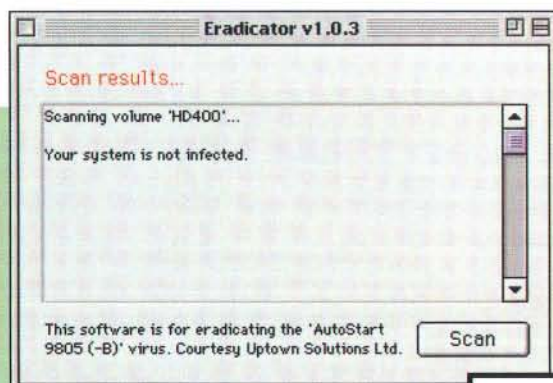 Eradicator v1.0.3
Scan results...
Scanning volume 'HD400'...
Your system is not infected.
This software is for eradicating the 'AutoStart
9805 (-B)' virus. Courtesy Uptown Solutions Ltd.
Scan